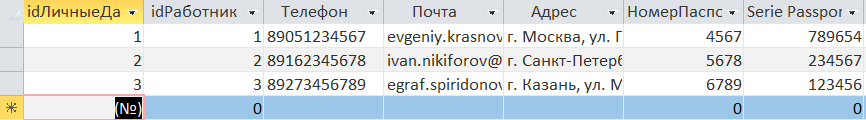 idЛичныеДа idРаботник Телефон Почта Адрес НомерПаспо Serie Passpor
1 1 89051234567 evgeniy.krasnov г. Москва, ул. Г 4567 789654
2 2 89162345678 ivan.nikiforov@ г. Санкт-Петерб 5678 234567
3 3 89273456789 egraf.spiridonov г. Казань, ул. М 6789 123456
(№) 0 0 0